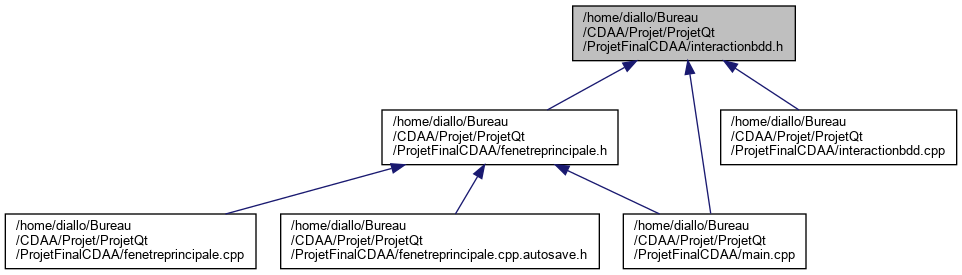 /home/diallo/Bureau
/CDAA/Projet/ProjetQt
/ProjetFinalCDAA/interactionbdd.h
/home/diallo/Bureau
/CDAA/Projet/ProjetQt
/ProjetFinalCDAA/fenetreprincipale.h
/home/diallo/Bureau
/CDAA/Projet/ProjetQt
/ProjetFinalCDAA/interactionbdd.cpp
/home/diallo/Bureau
/CDAA/Projet/ProjetQt
/ProjetFinalCDAA/fenetreprincipale.cpp
/home/diallo/Bureau
/CDAA/Projet/ProjetQt
/ProjetFinalCDAA/fenetreprincipale.cpp.autosave.h
/home/diallo/Bureau
/CDAA/Projet/ProjetQt
/ProjetFinalCDAA/main.cpp